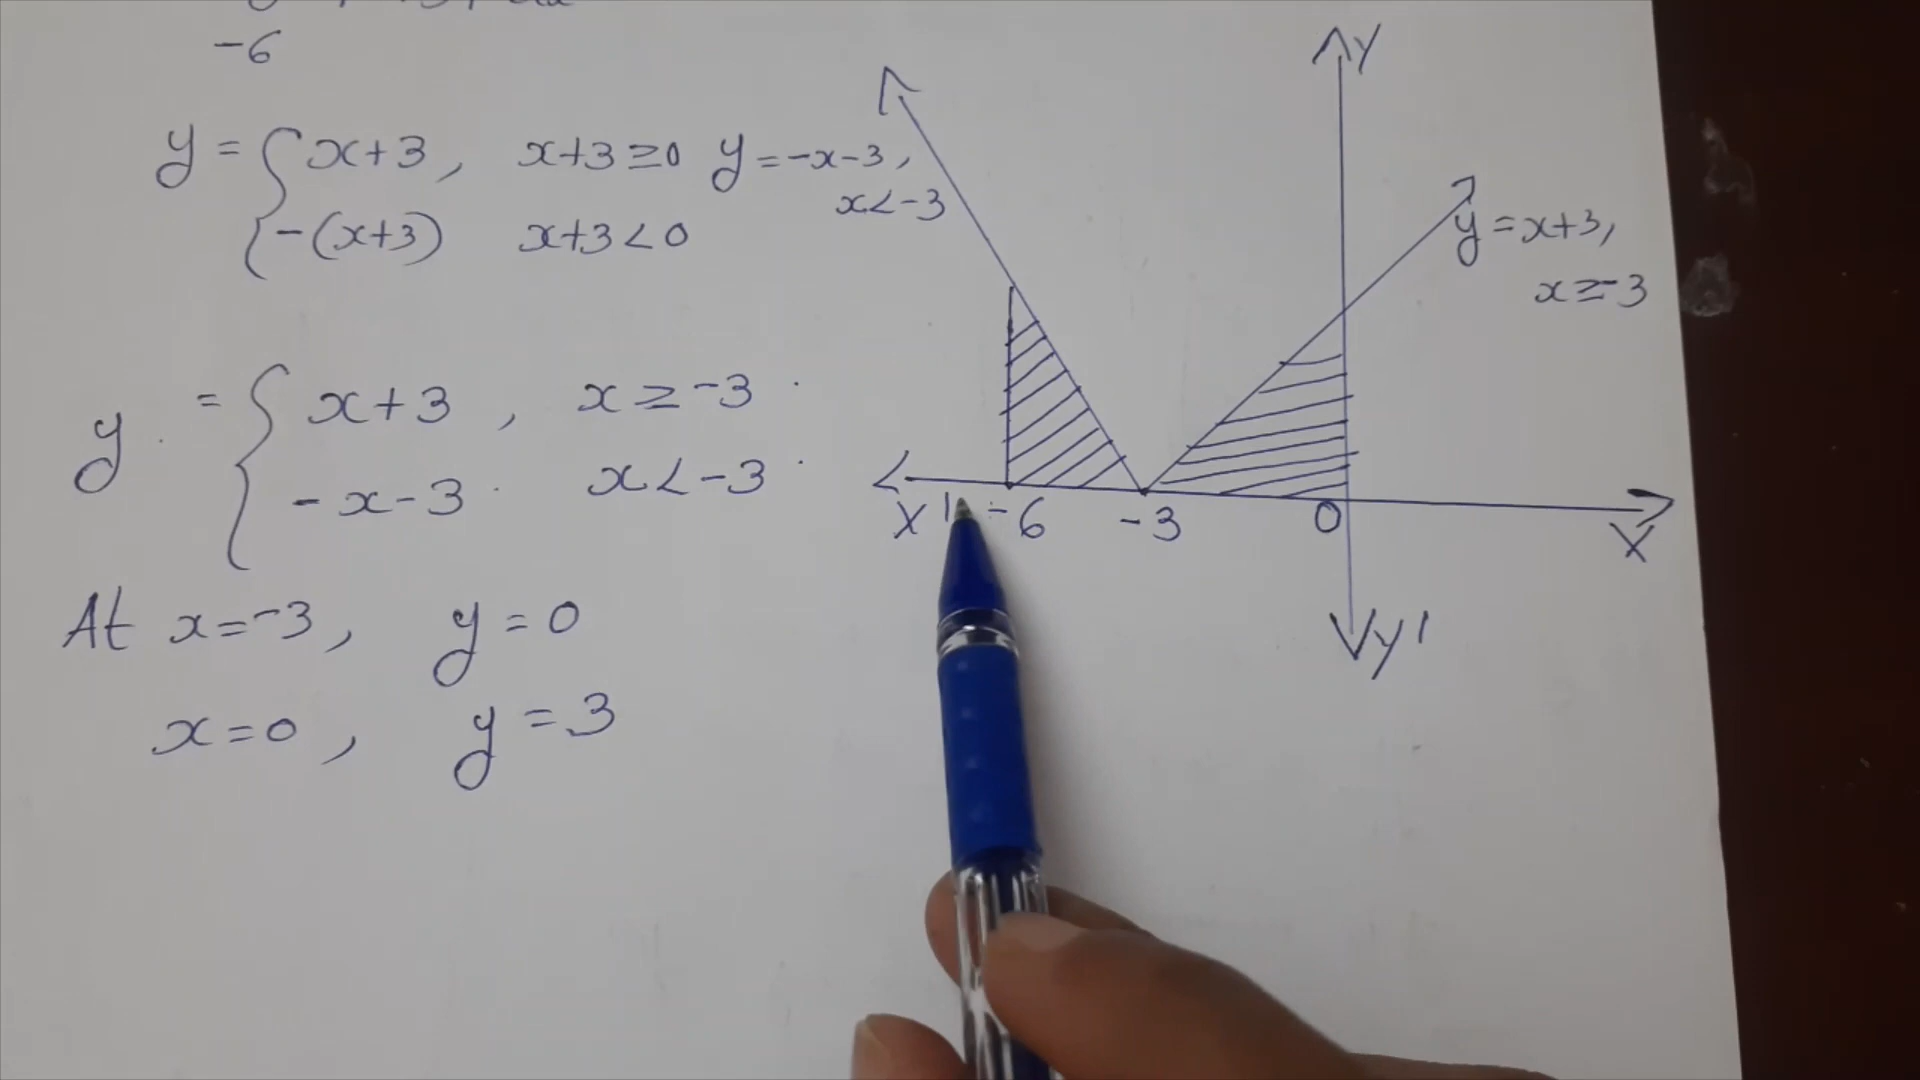 -6
y = { x+3, x+3≥0
-(x+3) x+3<0
y = { x+3, x≥-3
-x-3 x<-3
At x=-3, y=0
x=0, y=3
Y
y=-x-3,
x<-3
y=x+3,
x≥-3
X' -6 -3 0 X
Y'